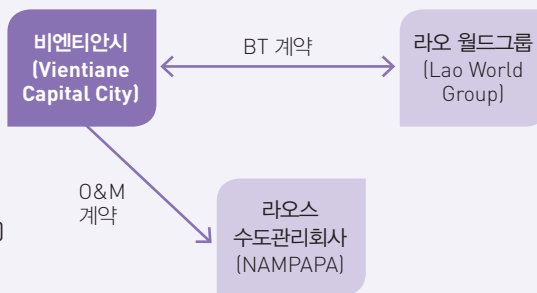 비엔티안시
(Vientiane
Capital City)
BT 계약
라오 월드그룹
(Lao World
Group)
O&M
계약
라오스
수도관리회사
(NAMPAPA)
)